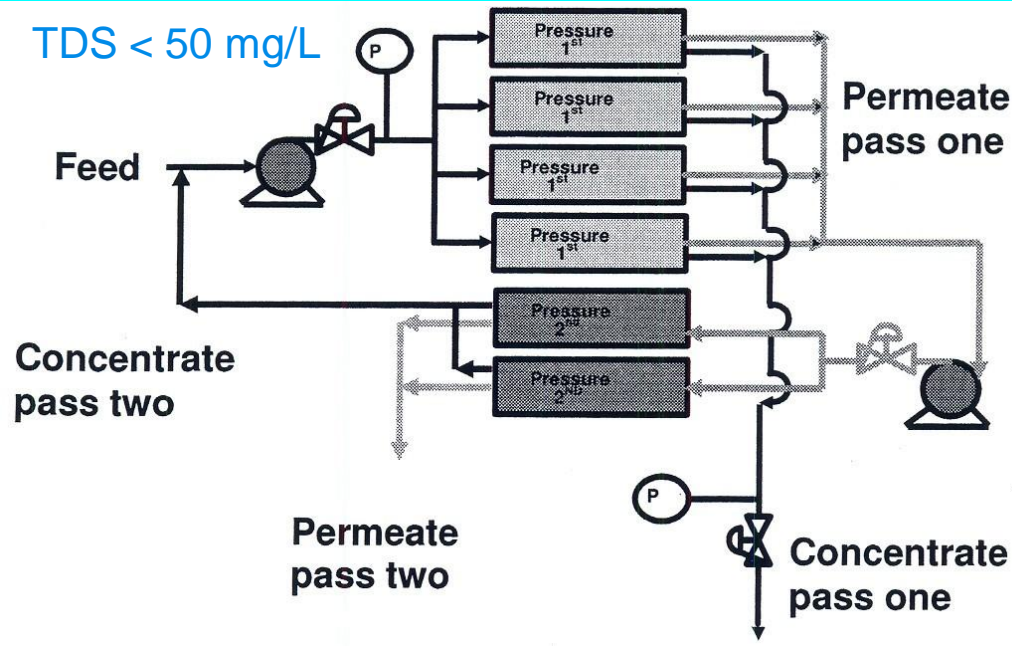 TDS < 50 mg/L
P
Pressure
1st
Pressure
1st
Permeate
pass one
Feed
Pressure
1st
Pressure
1st
Pressure
2nd
Concentrate
pass two
Pressure
2ND
P
Permeate
pass two
Concentrate
pass one